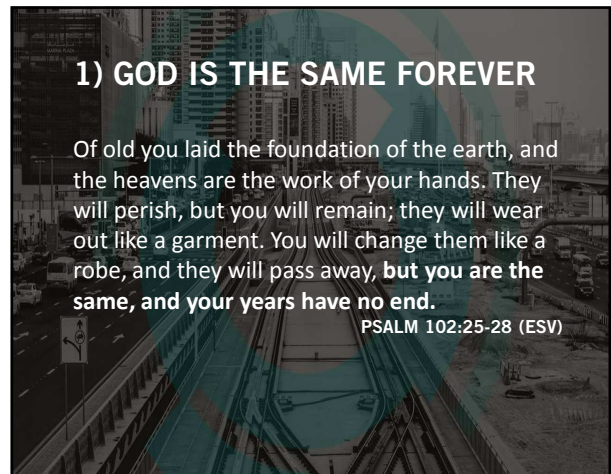 MARINA PLAZA
1) GOD IS THE SAME FOREVER
Of old you laid the foundation of the earth, and
the heavens are the work of your hands. They
will perish, but you will remain; they will wear
out like a garment. You will change them like a
robe, and they will pass away, but you are the
same, and your years have no end.
PSALM 102:25-28 (ESV)